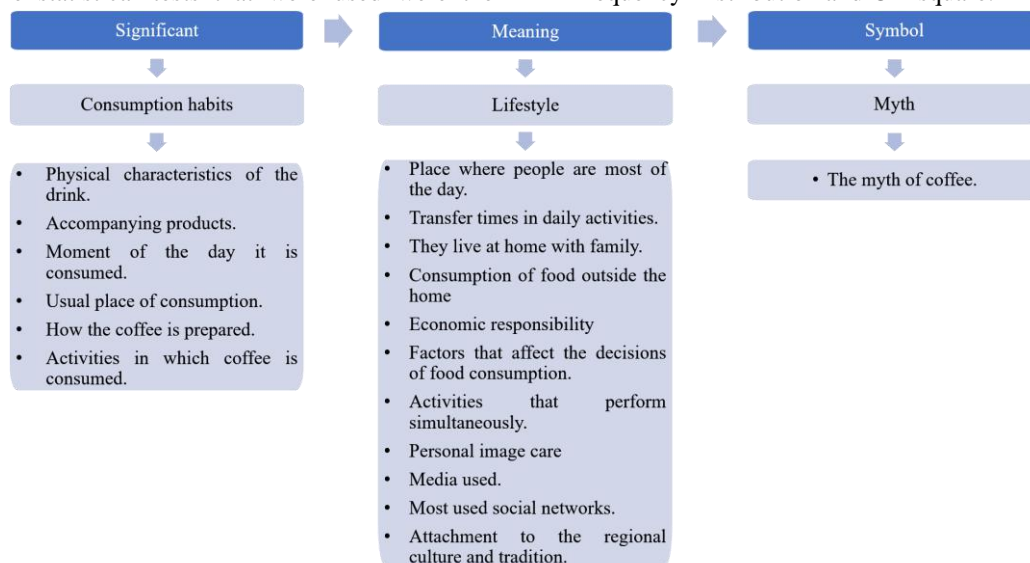 Significant
Meaning
Symbol
Consumption habits
Lifestyle
Myth
• Physical characteristics of the
drink.
• Accompanying products.
• Moment of the day it is
consumed.
• Usual place of consumption.
• How the coffee is prepared.
• Activities in which coffee is
consumed.
• Place where people are most of
the day.
• Transfer times in daily activities.
• They live at home with family.
• Consumption of food outside the
home
• Economic responsibility
• Factors that affect the decisions
of food consumption.
• Activities that perform
simultaneously.
• Personal image care
• Media used.
• Most used social networks.
• Attachment to the regional
culture and tradition.
• The myth of coffee.